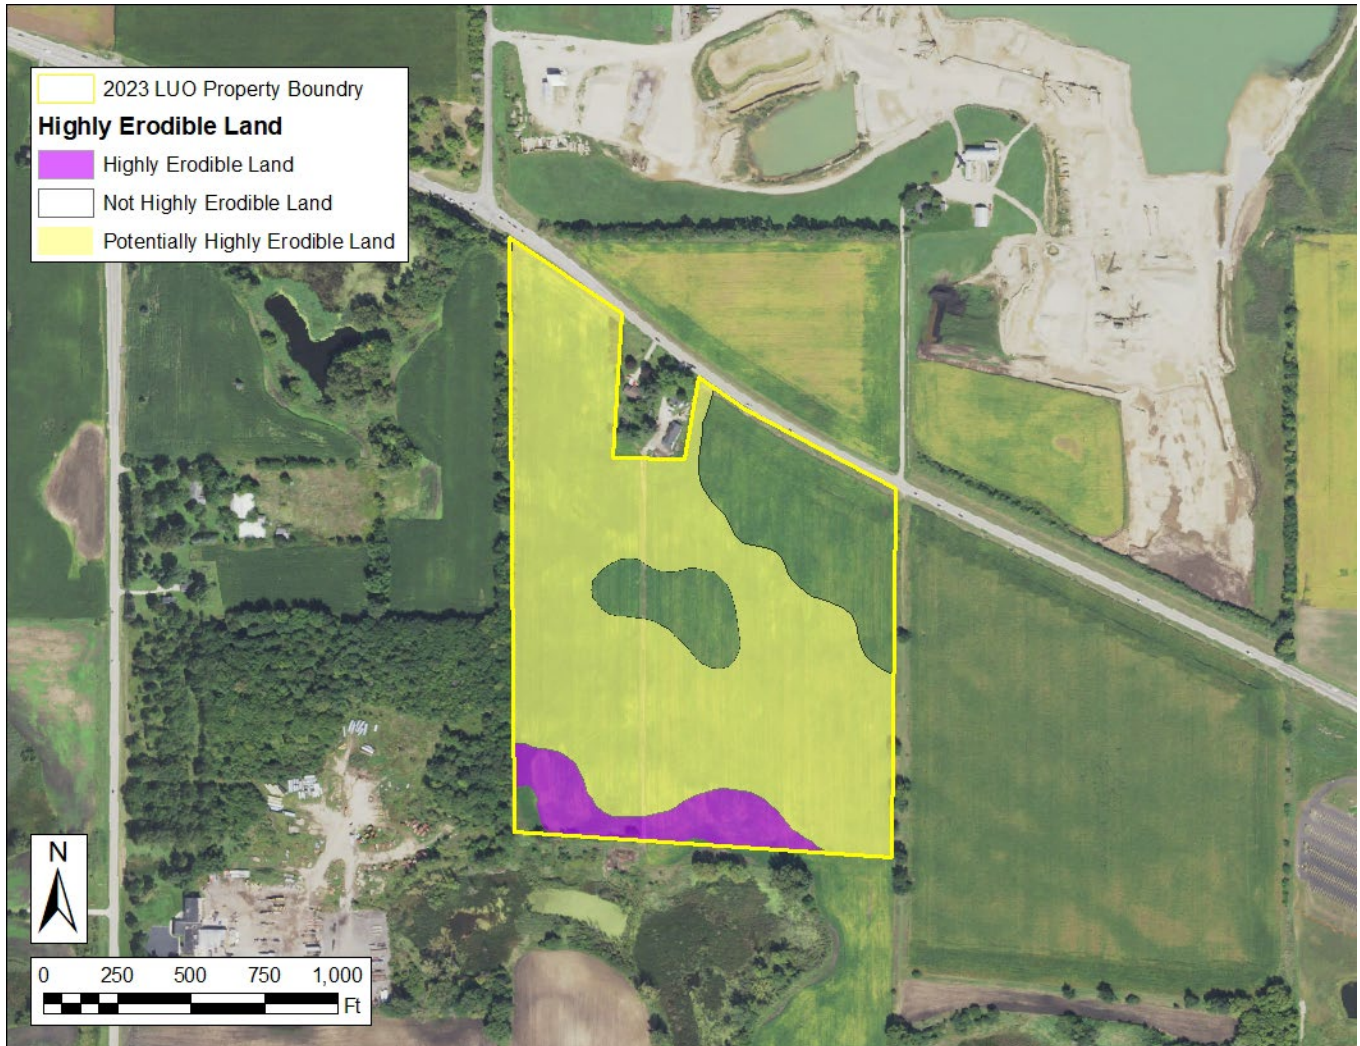 2023 LUO Property Boundry
Highly Erodible Land
Highly Erodible Land
Not Highly Erodible Land
Potentially Highly Erodible Land
N
0 250 500 750 1,000
Ft